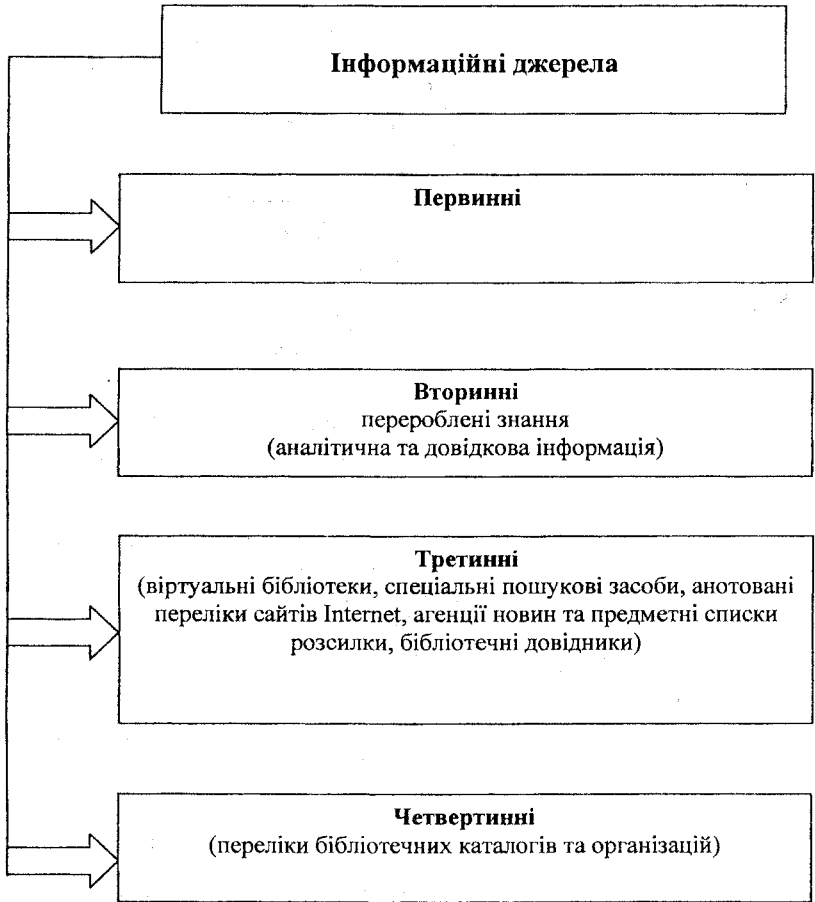 Інформаційні джерела
Первинні
Вторинні
перероблені знання
(аналітична та довідкова інформація)
Третинні
(віртуальні бібліотеки, спеціальні пошукові засоби, анотовані
переліки сайтів Internet, агенції новин та предметні списки
розсилки, бібліотечні довідники)
Четвертинні
(переліки бібліотечних каталогів та організацій)